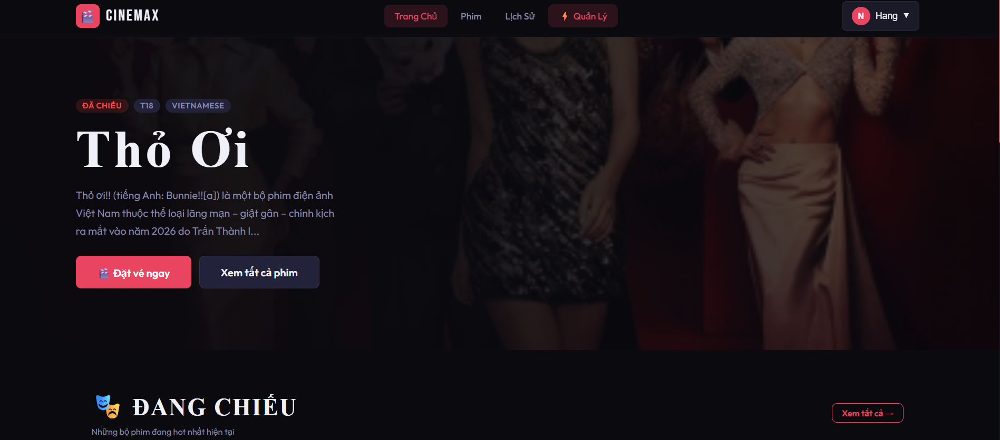 CINEMAX
Trang Chủ
Phim
Lịch Sử
Quản Lý
N
Hang ▼
ĐÃ CHIẾU
T18
VIETNAMESE
Thỏ Ơi
Thỏ ơi!! (tiếng Anh: Bunnie!![a]) là một bộ phim điện ảnh
Việt Nam thuộc thể loại lãng mạn – giật gân – chính kịch
ra mắt vào năm 2026 do Trấn Thành l...
Đặt vé ngay
Xem tất cả phim
ĐANG CHIẾU
Xem tất cả →
Những bộ phim đang hot nhất hiện tại